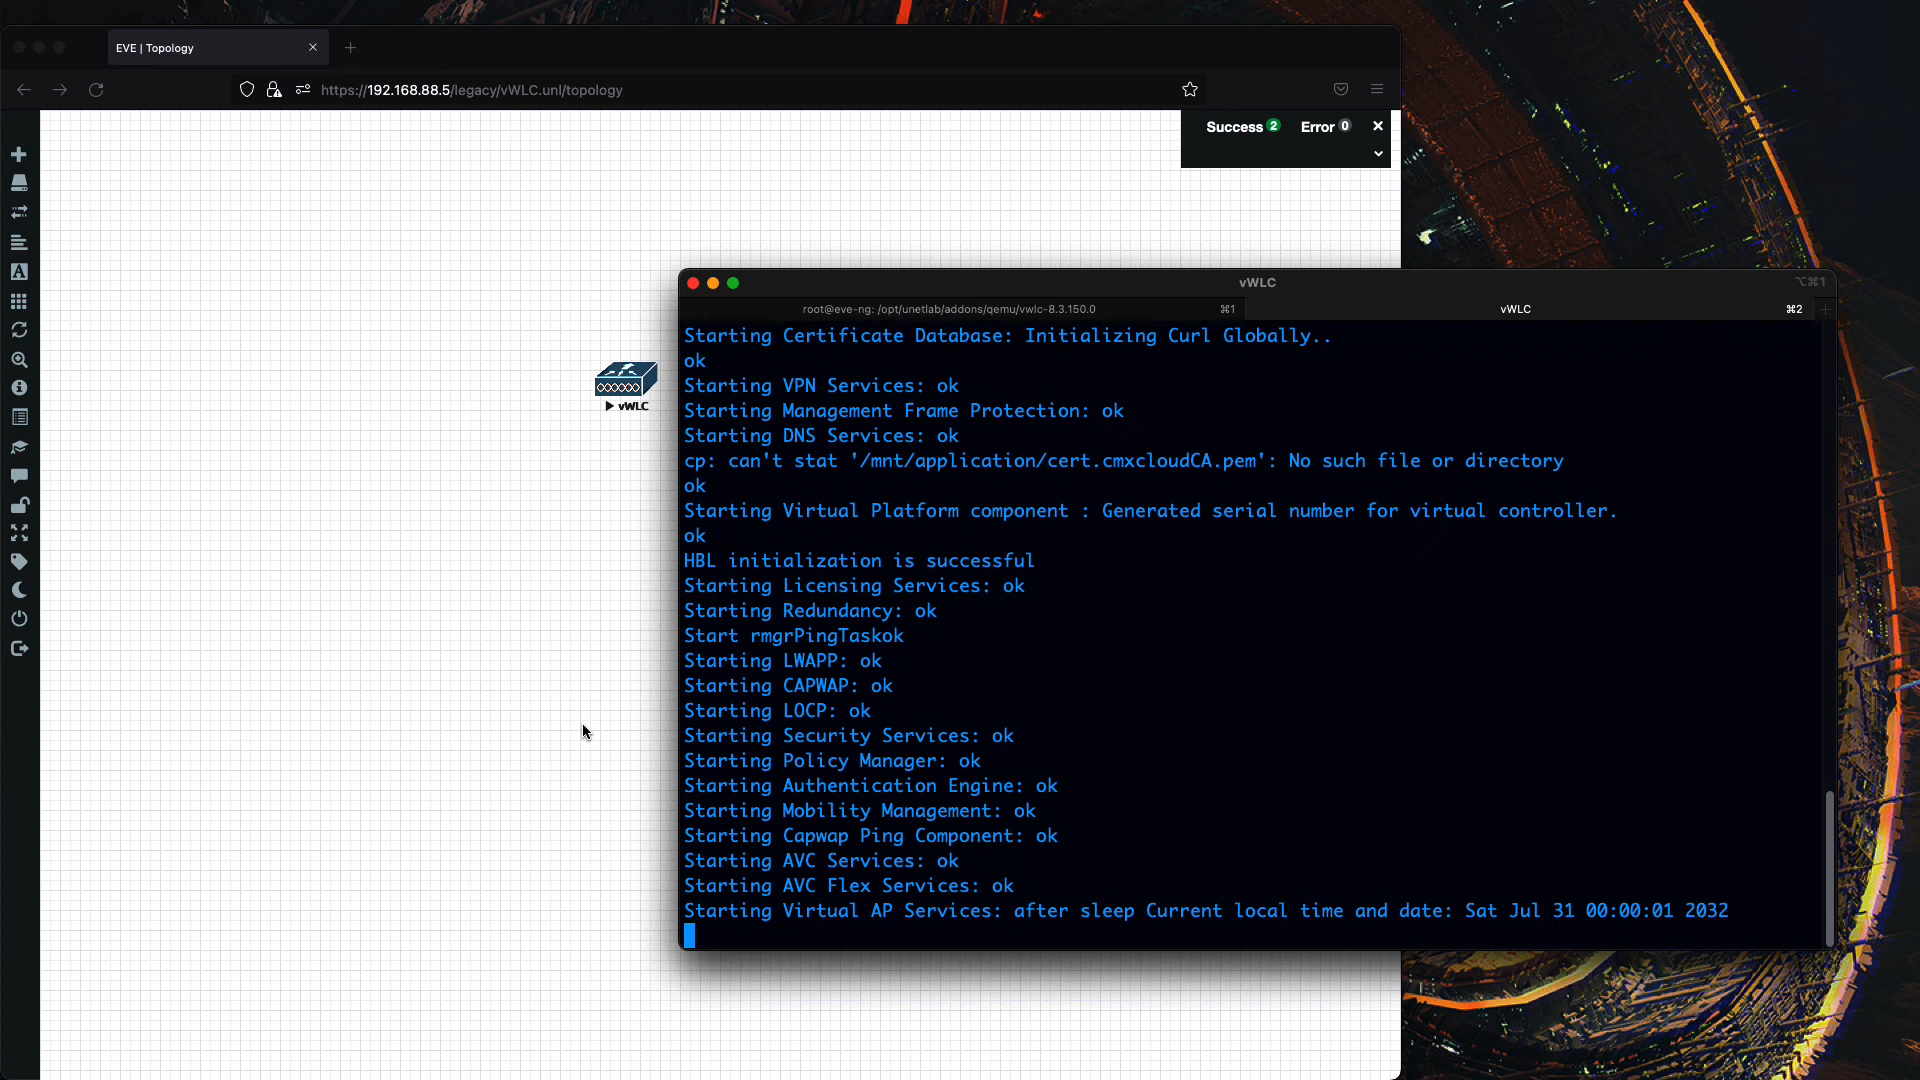 EVE | Topology
https://192.168.88.5/legacy/vWLC.unl/topology
Success 2 Error 0
vWLC
vWLC
⌥⌘1
root@eve-ng: /opt/unetlab/addons/qemu/vwlc-8.3.150.0 ⌘1
vWLC ⌘2
Starting Certificate Database: Initializing Curl Globally..
ok
Starting VPN Services: ok
Starting Management Frame Protection: ok
Starting DNS Services: ok
cp: can't stat '/mnt/application/cert.cmxcloudCA.pem': No such file or directory
ok
Starting Virtual Platform component : Generated serial number for virtual controller.
ok
HBL initialization is successful
Starting Licensing Services: ok
Starting Redundancy: ok
Start rmgrPingTaskok
Starting LWAPP: ok
Starting CAPWAP: ok
Starting LOCP: ok
Starting Security Services: ok
Starting Policy Manager: ok
Starting Authentication Engine: ok
Starting Mobility Management: ok
Starting Capwap Ping Component: ok
Starting AVC Services: ok
Starting AVC Flex Services: ok
Starting Virtual AP Services: after sleep Current local time and date: Sat Jul 31 00:00:01 2032